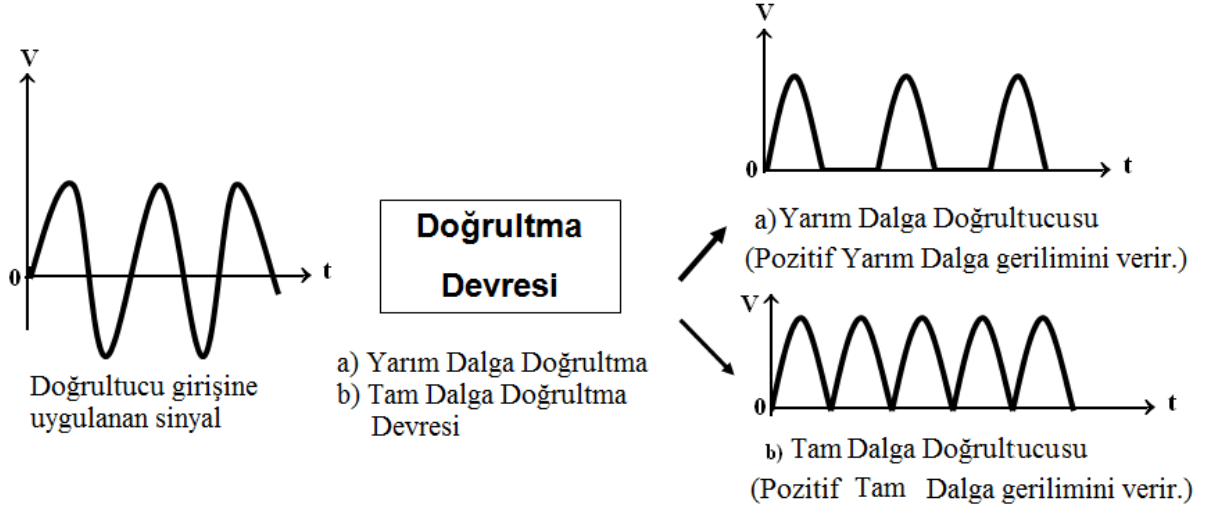 V
0
t
Doğrultucu girişine
uygulanan sinyal
Doğrultma
Devresi
a) Yarım Dalga Doğrultma
b) Tam Dalga Doğrultma
Devresi
V
0
t
a) Yarım Dalga Doğrultucusu
(Pozitif Yarım Dalga gerilimini verir.)
V
0
t
b) Tam Dalga Doğrultucusu
(Pozitif Tam Dalga gerilimini verir.)